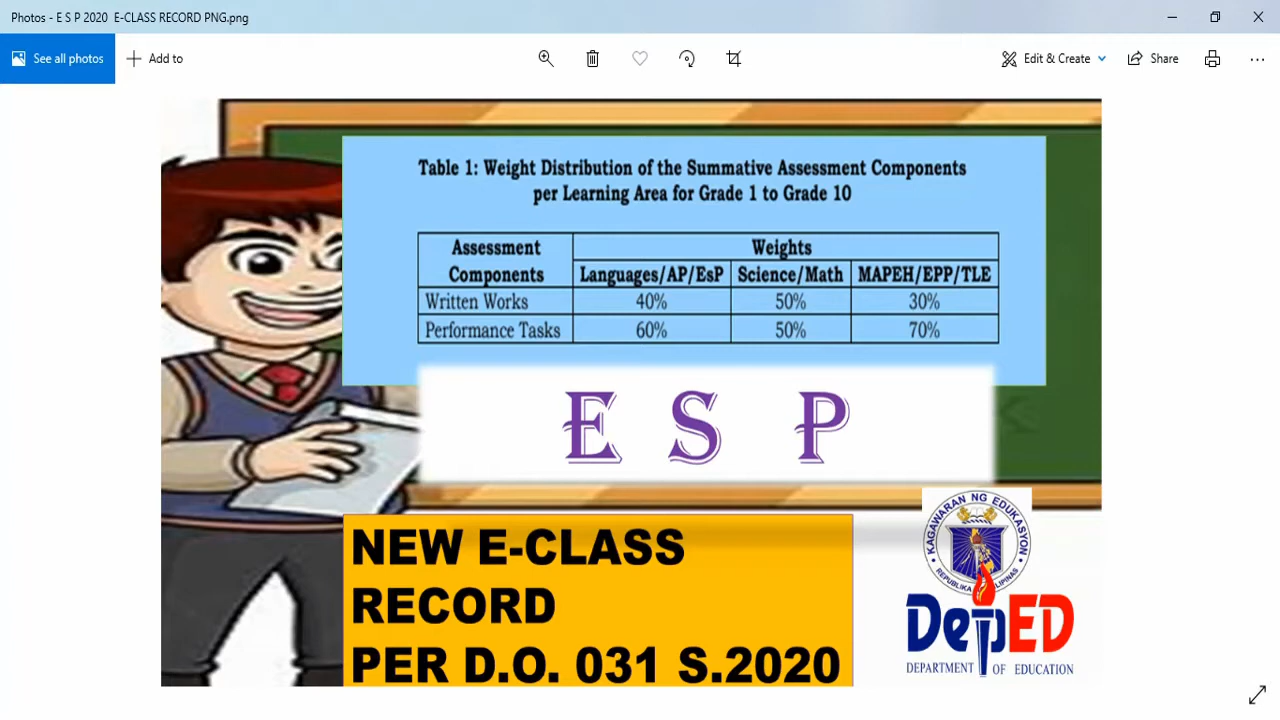 Photos - E S P 2020 E-CLASS RECORD PNG.png
See all photos
Add to
Edit & Create
Share
Table 1: Weight Distribution of the Summative Assessment Components
per Learning Area for Grade 1 to Grade 10
Assessment Components Weights
Languages/AP/EsP Science/Math MAPEH/EPP/TLE
Written Works 40% 50% 30%
Performance Tasks 60% 50% 70%
E S P
NEW E-CLASS
RECORD
PER D.O. 031 S.2020
KAGAWARAN NG EDUKASYON
REPUBLIKA PILIPINAS
DepED
DEPARTMENT OF EDUCATION